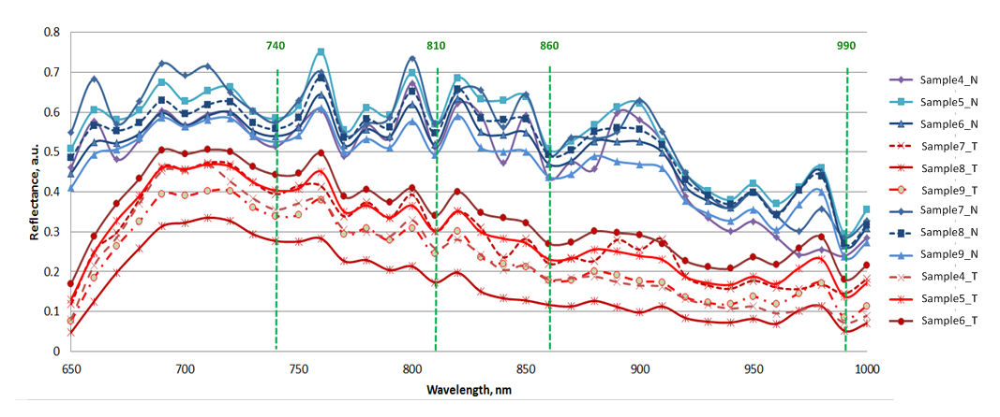 0.8
0.7
0.6
0.5
0.4
0.3
0.2
0.1
0
Reflectance, a.u.
740
810
860
990
650
700
750
800
850
900
950
1000
Wavelength, nm
Sample4_N
Sample5_N
Sample6_N
Sample7_T
Sample8_T
Sample9_T
Sample7_N
Sample8_N
Sample9_N
Sample4_T
Sample5_T
Sample6_T